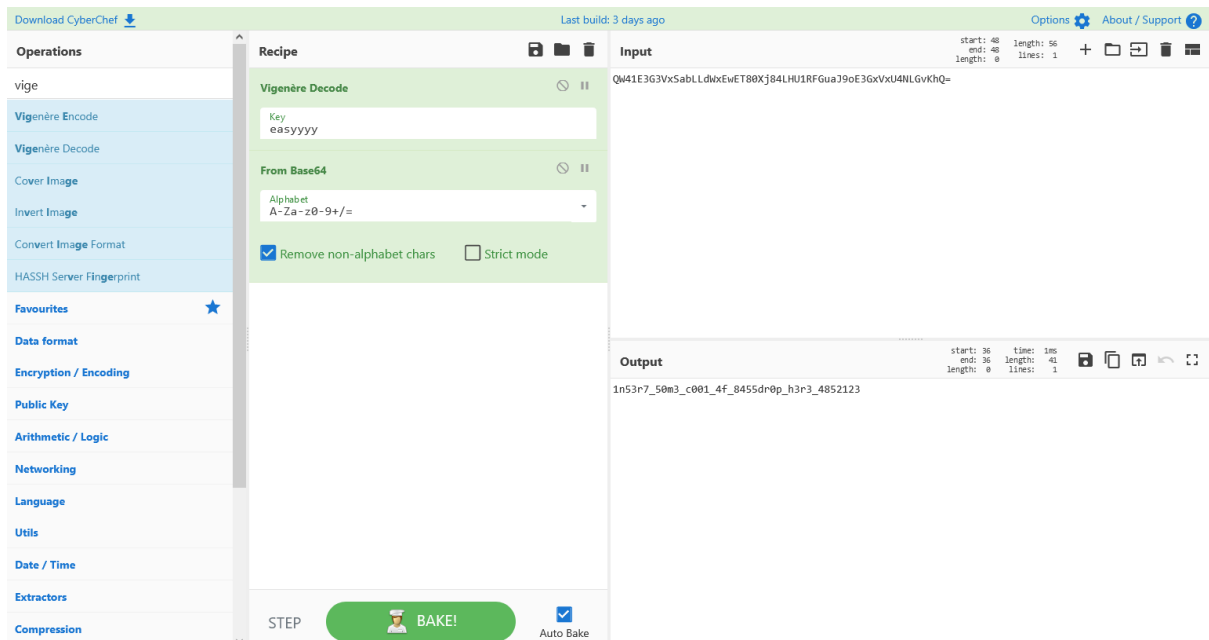 Download CyberChef
Last build: 3 days ago
Options
About / Support
Operations
vige
Vigenère Encode
Vigenère Decode
Cover Image
Invert Image
Convert Image Format
HASSH Server Fingerprint
Favourites
Data format
Encryption / Encoding
Public Key
Arithmetic / Logic
Networking
Language
Utils
Date / Time
Extractors
Compression
Recipe
Vigenère Decode
Key
easyyyy
From Base64
Alphabet
A-Za-z0-9+/=
Remove non-alphabet chars
Strict mode
STEP
BAKE!
Auto Bake
Input
start: 48
end: 48
length: 0
length: 56
lines: 1
QW41E3G3VxSabLLdWxEwET80Xj84LHU1RFGuaJ9oE3GxVxU4NLGvKhQ=
Output
start: 36
end: 36
length: 0
time: 1ms
length: 41
lines: 1
1n53r7_50m3_c001_4f_8455dr0p_h3r3_4852123